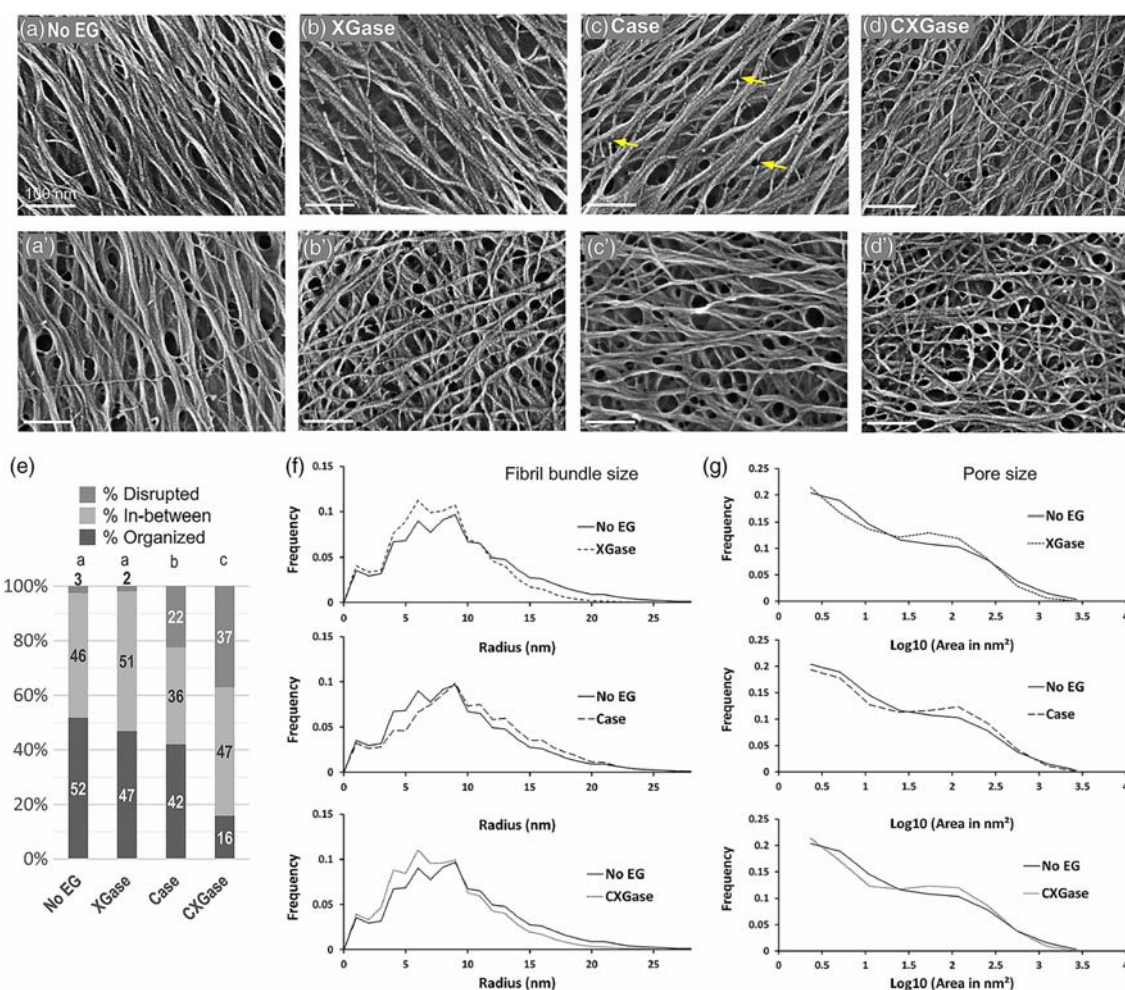 (a) No EG
(b) XGase
(c) Case
(d) CXGase
100 nm
(a')
(b')
(c')
(d')
(e)
% Disrupted
% In-between
% Organized
a a b c
3 2
100%
80%
60%
40%
20%
0%
46
52
51
47
22
36
42
37
47
16
No EG
XGase
Case
CXGase
(f)
Fibril bundle size
Frequency
0.15
0.1
0.05
0
No EG
XGase
0 5 10 15 20 25
Radius (nm)
Frequency
0.15
0.1
0.05
0
No EG
Case
0 5 10 15 20 25
Radius (nm)
Frequency
0.15
0.1
0.05
0
No EG
CXGase
0 5 10 15 20 25
Radius (nm)
(g)
Pore size
Frequency
0.25
0.2
0.15
0.1
0.05
0
No EG
XGase
0 0.5 1 1.5 2 2.5 3 3.5 4
Log10 (Area in nm²)
Frequency
0.25
0.2
0.15
0.1
0.05
0
No EG
Case
0 0.5 1 1.5 2 2.5 3 3.5 4
Log10 (Area in nm²)
Frequency
0.25
0.2
0.15
0.1
0.05
0
No EG
CXGase
0 0.5 1 1.5 2 2.5 3 3.5 4
Log10 (Area in nm²)